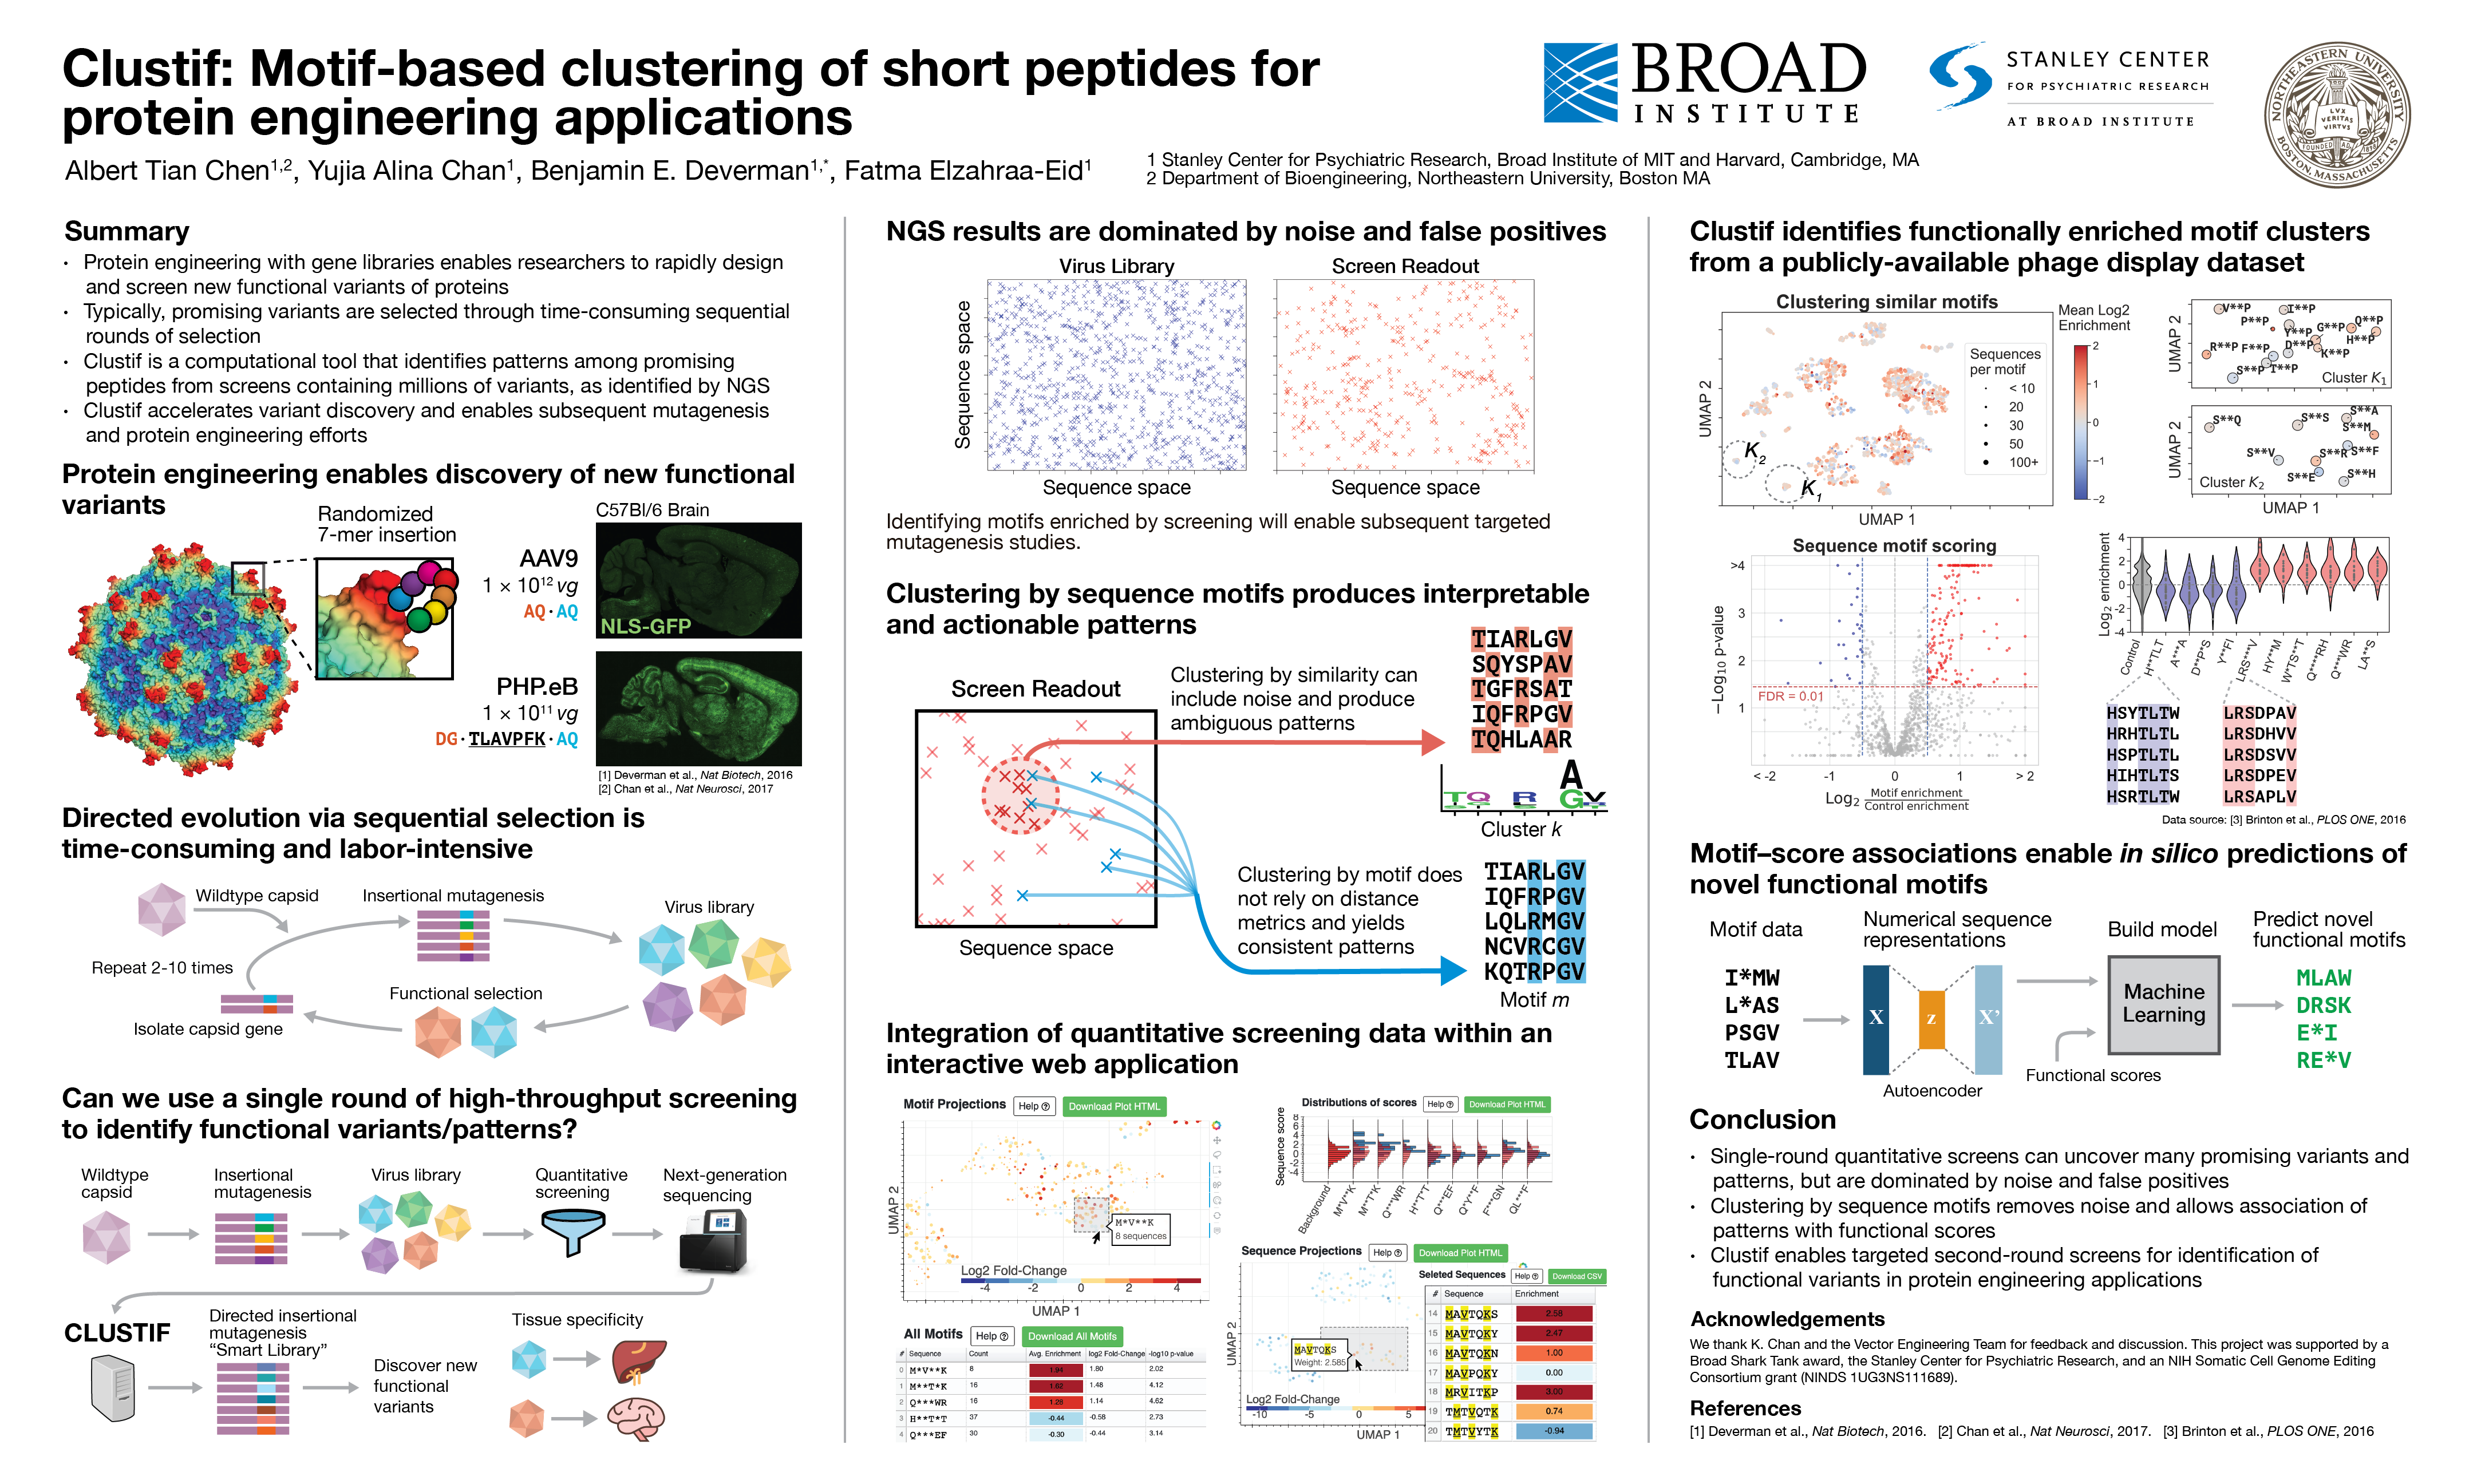 Clustif: Motif-based clustering of short peptides for
protein engineering applications
Albert Tian Chen1,2, Yujia Alina Chan1, Benjamin E. Deverman1,*, Fatma Elzahraa-Eid1
1 Stanley Center for Psychiatric Research, Broad Institute of MIT and Harvard, Cambridge, MA
2 Department of Bioengineering, Northeastern University, Boston MA
BROAD
INSTITUTE
STANLEY CENTER
FOR PSYCHIATRIC RESEARCH
AT BROAD INSTITUTE
NORTHEASTERN UNIVERSITY
BOSTON, MASSACHUSETTS
LVX
VERITAS
VIRTVS
FOUNDED AD 1898
Summary
· Protein engineering with gene libraries enables researchers to rapidly design
and screen new functional variants of proteins
· Typically, promising variants are selected through time-consuming sequential
rounds of selection
· Clustif is a computational tool that identifies patterns among promising
peptides from screens containing millions of variants, as identified by NGS
· Clustif accelerates variant discovery and enables subsequent mutagenesis
and protein engineering efforts
Protein engineering enables discovery of new functional
variants
Randomized
7-mer insertion
C57Bl/6 Brain
AAV9
1 × 10¹² vg
AQ·AQ
NLS-GFP
PHP.eB
1 × 10¹¹ vg
DG·TLAVPFK·AQ
[1] Deverman et al., Nat Biotech, 2016
[2] Chan et al., Nat Neurosci, 2017
Directed evolution via sequential selection is
time-consuming and labor-intensive
Wildtype capsid
Insertional mutagenesis
Virus library
Repeat 2-10 times
Functional selection
Isolate capsid gene
Can we use a single round of high-throughput screening
to identify functional variants/patterns?
Wildtype
capsid
Insertional
mutagenesis
Virus library
Quantitative
screening
Next-generation
sequencing
CLUSTIF
Directed insertional
mutagenesis
“Smart Library”
Discover new
functional
variants
Tissue specificity
NGS results are dominated by noise and false positives
Virus Library
Screen Readout
Sequence space
Sequence space
Sequence space
Identifying motifs enriched by screening will enable subsequent targeted
mutagenesis studies.
Clustering by sequence motifs produces interpretable
and actionable patterns
Screen Readout
Sequence space
Clustering by similarity can
include noise and produce
ambiguous patterns
TIARLGV
SQYSPAV
TGFRSAT
IQFRPGV
TQHLAAR
Cluster k
Clustering by motif does
not rely on distance
metrics and yields
consistent patterns
TIARLGV
IQFRPGV
LQLRMGV
NCVRCGV
KQTRPGV
Motif m
Integration of quantitative screening data within an
interactive web application
Motif Projections Help Download Plot HTML
UMAP 2
M*V**K
8 sequences
Log2 Fold-Change
-4 -2 0 2 4
UMAP 1
All Motifs Help Download All Motifs
# Sequence Count Avg. Enrichment log2 Fold-Change -log10 p-value
0 M*V**K 8 1.94 1.80 2.02
1 M**T*K 16 1.62 1.48 4.12
2 Q***WR 16 1.28 1.14 4.62
3 H**T*T 37 -0.44 -0.58 2.73
4 Q***EF 30 -0.30 -0.44 3.14
Distributions of scores Help Download Plot HTML
Sequence score
8
6
4
2
0
-2
-4
Background M*V**K M**T*K Q***WR H**T*T Q***EF Q*Y**F F***GN QL***F
Sequence Projections Help Download Plot HTML
UMAP 2
MAVTQKS
Weight: 2.585
Log2 Fold-Change
-10 -5 0 5
UMAP 1
Seleted Sequences Help Download CSV
# Sequence Enrichment
14 MAVTQKS 2.58
15 MAVTQKY 2.47
16 MAVTQKN 1.00
17 MAVPQKY 0.00
18 MRVITKP 3.00
19 TMTVQTK 0.74
20 TMTVYTK -0.94
Clustif identifies functionally enriched motif clusters
from a publicly-available phage display dataset
Clustering similar motifs
UMAP 2
K2
K1
UMAP 1
Sequences
per motif
< 10
20
30
50
100+
Mean Log2
Enrichment
2
1
0
−1
−2
UMAP 2
V**P I**P
P**P Y**P G**P Q**P
H**P
R**P F**P D**P K**P
S**P T**P
Cluster K1
UMAP 2
S**Q S**S S**A
S**M
S**V S**R S**F
S**E S**H
Cluster K2
UMAP 1
Sequence motif scoring
−Log10 p-value
>4
3
2
1
FDR = 0.01
< -2 -1 0 1 > 2
Log2 Motif enrichment
Control enrichment
Log2 enrichment
4
2
0
-2
-4
Control H**TLT A***A D**P*S Y**FI LRS***V HY**M W*TS**T Q****RH Q***WR LA**S
HSYTLTW
HRHTLTL
HSPTLTL
HIHTLTS
HSRTLTW
LRSDPAV
LRSDHVV
LRSDSVV
LRSDPEV
LRSAPLV
Data source: [3] Brinton et al., PLOS ONE, 2016
Motif–score associations enable in silico predictions of
novel functional motifs
Motif data
Numerical sequence
representations
Build model
Predict novel
functional motifs
I*MW
L*AS
PSGV
TLAV
X
z
X’
Autoencoder
Machine
Learning
Functional scores
MLAW
DRSK
E*I
RE*V
Conclusion
· Single-round quantitative screens can uncover many promising variants and
patterns, but are dominated by noise and false positives
· Clustering by sequence motifs removes noise and allows association of
patterns with functional scores
· Clustif enables targeted second-round screens for identification of
functional variants in protein engineering applications
Acknowledgements
We thank K. Chan and the Vector Engineering Team for feedback and discussion. This project was supported by a
Broad Shark Tank award, the Stanley Center for Psychiatric Research, and an NIH Somatic Cell Genome Editing
Consortium grant (NINDS 1UG3NS111689).
References
[1] Deverman et al., Nat Biotech, 2016. [2] Chan et al., Nat Neurosci, 2017. [3] Brinton et al., PLOS ONE, 2016